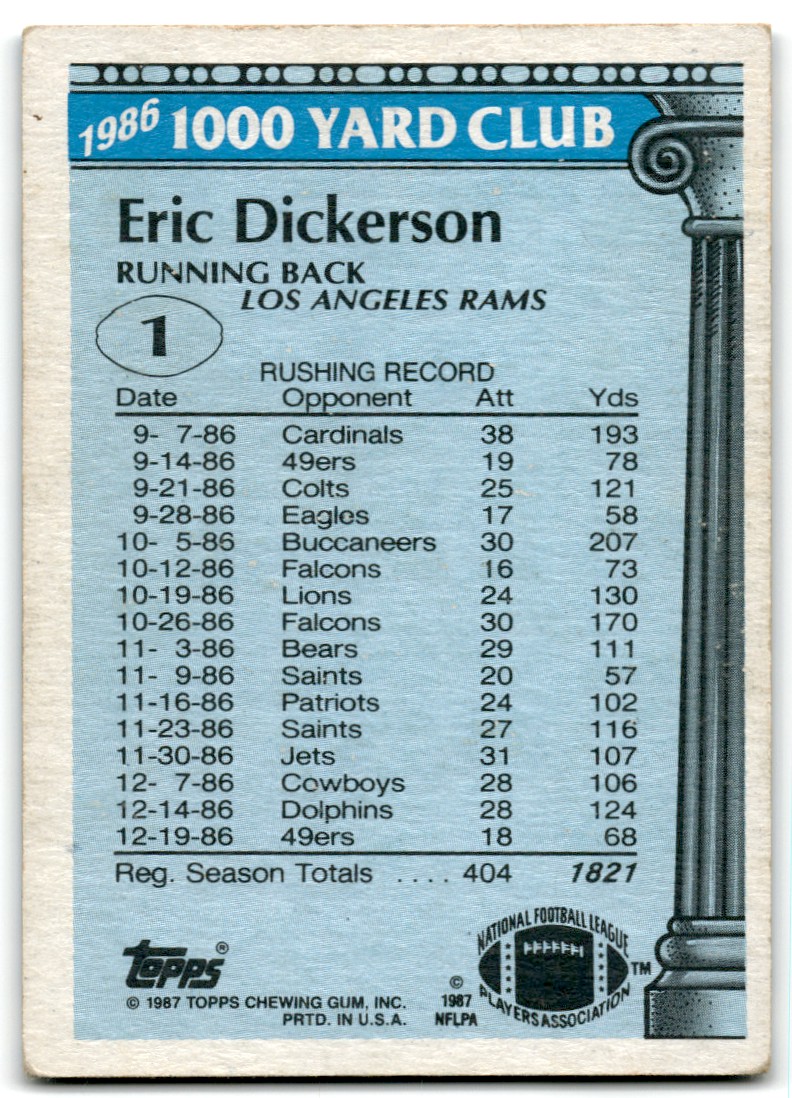 1986 1000 YARD CLUB
Eric Dickerson
RUNNING BACK
LOS ANGELES RAMS
1
RUSHING RECORD
Date Opponent Att Yds
9- 7-86 Cardinals 38 193
9-14-86 49ers 19 78
9-21-86 Colts 25 121
9-28-86 Eagles 17 58
10- 5-86 Buccaneers 30 207
10-12-86 Falcons 16 73
10-19-86 Lions 24 130
10-26-86 Falcons 30 170
11- 3-86 Bears 29 111
11- 9-86 Saints 20 57
11-16-86 Patriots 24 102
11-23-86 Saints 27 116
11-30-86 Jets 31 107
12- 7-86 Cowboys 28 106
12-14-86 Dolphins 28 124
12-19-86 49ers 18 68
Reg. Season Totals .... 404 1821
topps®
© 1987 TOPPS CHEWING GUM, INC.
PRTD. IN U.S.A.
©
1987
NFLPA
NATIONAL FOOTBALL LEAGUE
PLAYERS ASSOCIATION
TM